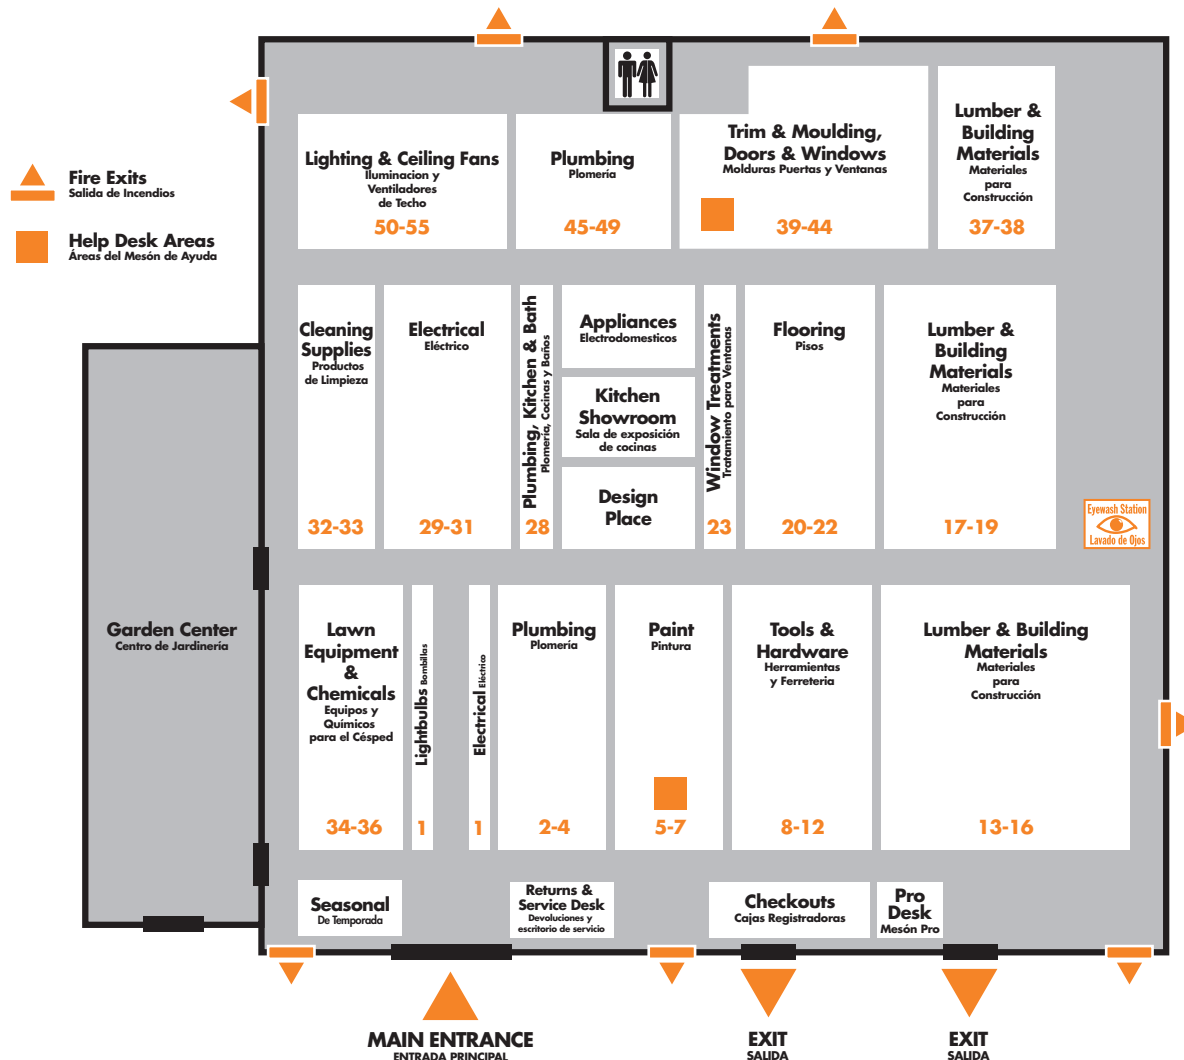 Fire Exits
Salida de Incendios
Help Desk Areas
Áreas del Mesón de Ayuda
Lighting & Ceiling Fans
Iluminacion y
Ventiladores
de Techo
50-55
Plumbing
Plomería
45-49
Trim & Moulding,
Doors & Windows
Molduras Puertas y Ventanas
39-44
Lumber &
Building
Materials
Materiales
para
Construcción
37-38
Cleaning
Supplies
Productos
de Limpieza
32-33
Electrical
Eléctrico
29-31
Plumbing, Kitchen & Bath
Plomería, Cocinas y Baños
28
Appliances
Electrodomesticos
Kitchen
Showroom
Sala de exposición
de cocinas
Design
Place
Window Treatments
Tratamiento para Ventanas
23
Flooring
Pisos
20-22
Lumber &
Building
Materials
Materiales
para
Construcción
17-19
Eyewash Station
Lavado de Ojos
Garden Center
Centro de Jardinería
Lawn
Equipment
&
Chemicals
Equipos y
Químicos
para el Césped
34-36
Lightbulbs Bombillas
1
Electrical Eléctrico
1
Plumbing
Plomería
2-4
Paint
Pintura
5-7
Tools &
Hardware
Herramientas
y Ferreteria
8-12
Lumber & Building
Materials
Materiales
para
Construcción
13-16
Seasonal
De Temporada
Returns &
Service Desk
Devoluciones y
escritorio de servicio
Checkouts
Cajas Registradoras
Pro
Desk
Mesón Pro
MAIN ENTRANCE
ENTRADA PRINCIPAL
EXIT
SALIDA
EXIT
SALIDA